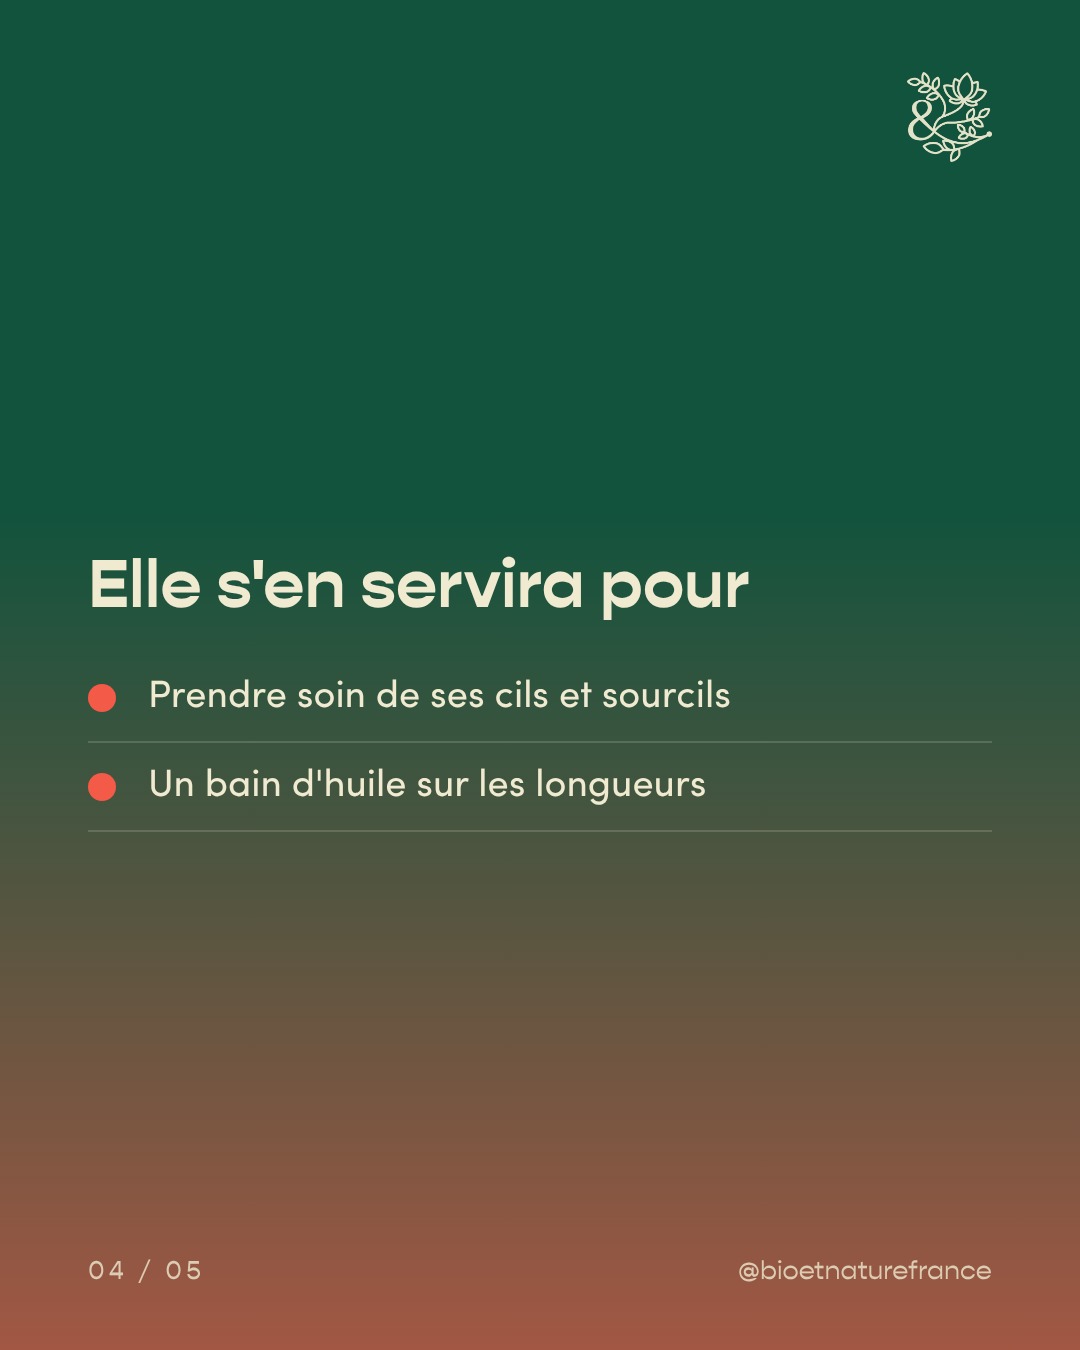 &
Elle s'en servira pour
Prendre soin de ses cils et sourcils
Un bain d'huile sur les longueurs
04 / 05
@bioetnaturefrance